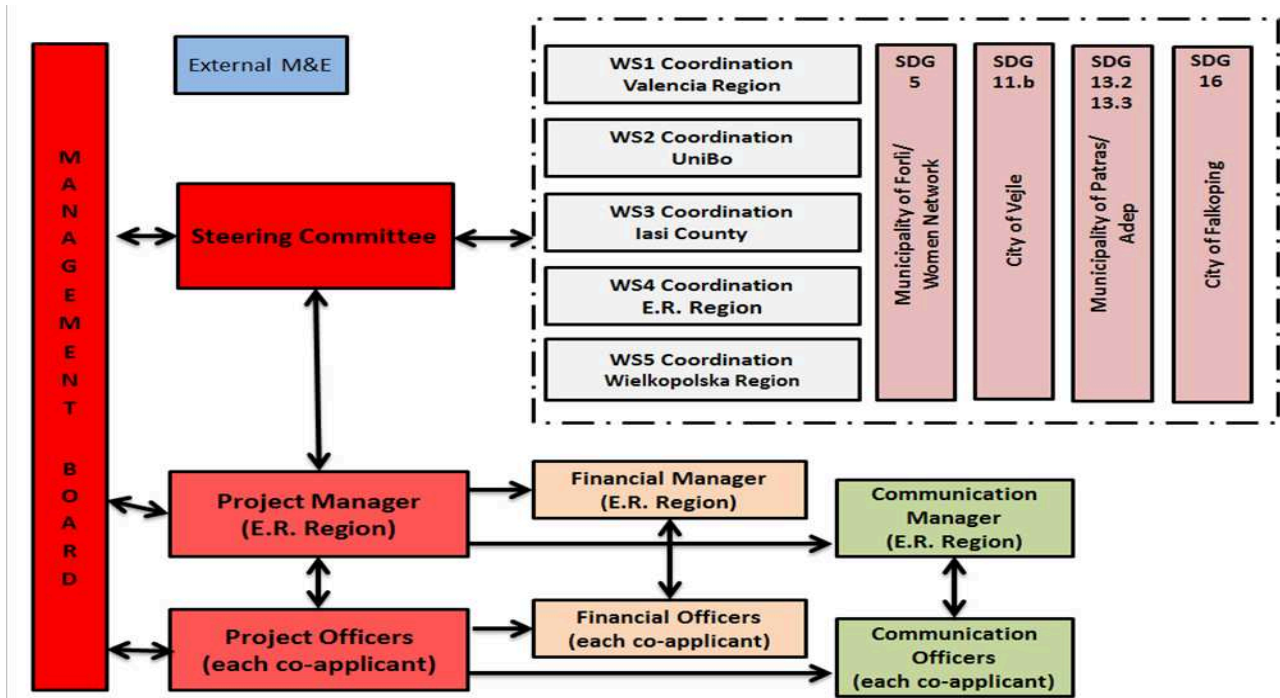 MANAGEMENT BOARD
External M&E
Steering Committee
WS1 Coordination
Valencia Region
WS2 Coordination
UniBo
WS3 Coordination
Iasi County
WS4 Coordination
E.R. Region
WS5 Coordination
Wielkopolska Region
SDG
5
Municipality of Forlì/
Women Network
SDG
11.b
City of Vejle
SDG
13.2
13.3
Municipality of Patras/
Adep
SDG
16
City of Falkoping
Project Manager
(E.R. Region)
Financial Manager
(E.R. Region)
Communication
Manager
(E.R. Region)
Project Officers
(each co-applicant)
Financial Officers
(each co-applicant)
Communication
Officers
(each co-applicant)